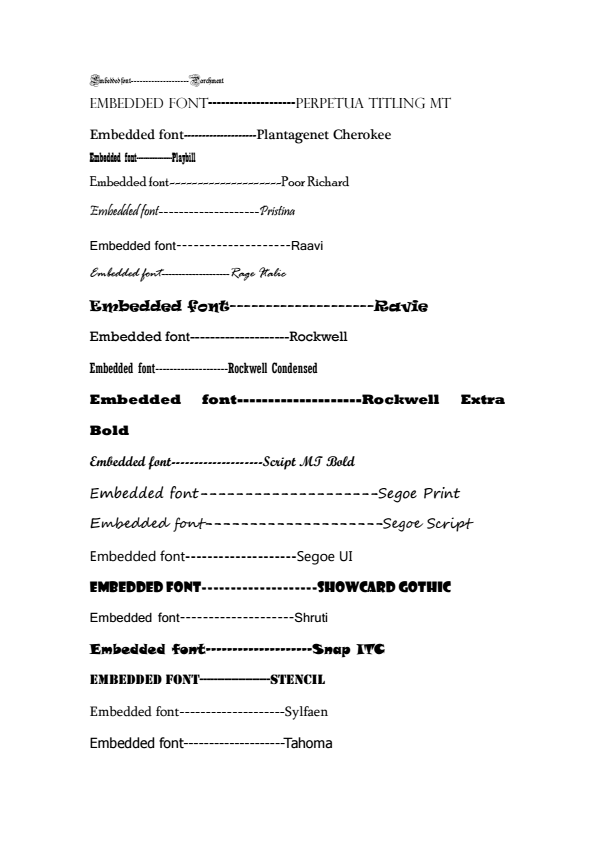 Embedded font--------------------Parchment
EMBEDDED FONT--------------------PERPETUA TITLING MT
Embedded font--------------------Plantagenet Cherokee
Embedded font--------------------Playbill
Embedded font--------------------Poor Richard
Embedded font--------------------Pristina
Embedded font--------------------Raavi
Embedded font--------------------Rage Italic
Embedded font--------------------Ravie
Embedded font--------------------Rockwell
Embedded font--------------------Rockwell Condensed
Embedded font--------------------Rockwell Extra
Bold
Embedded font--------------------Script MT Bold
Embedded font--------------------Segoe Print
Embedded font--------------------Segoe Script
Embedded font--------------------Segoe UI
EMBEDDED FONT--------------------SHOWCARD GOTHIC
Embedded font--------------------Shruti
Embedded font--------------------Snap ITC
EMBEDDED FONT--------------------STENCIL
Embedded font--------------------Sylfaen
Embedded font--------------------Tahoma